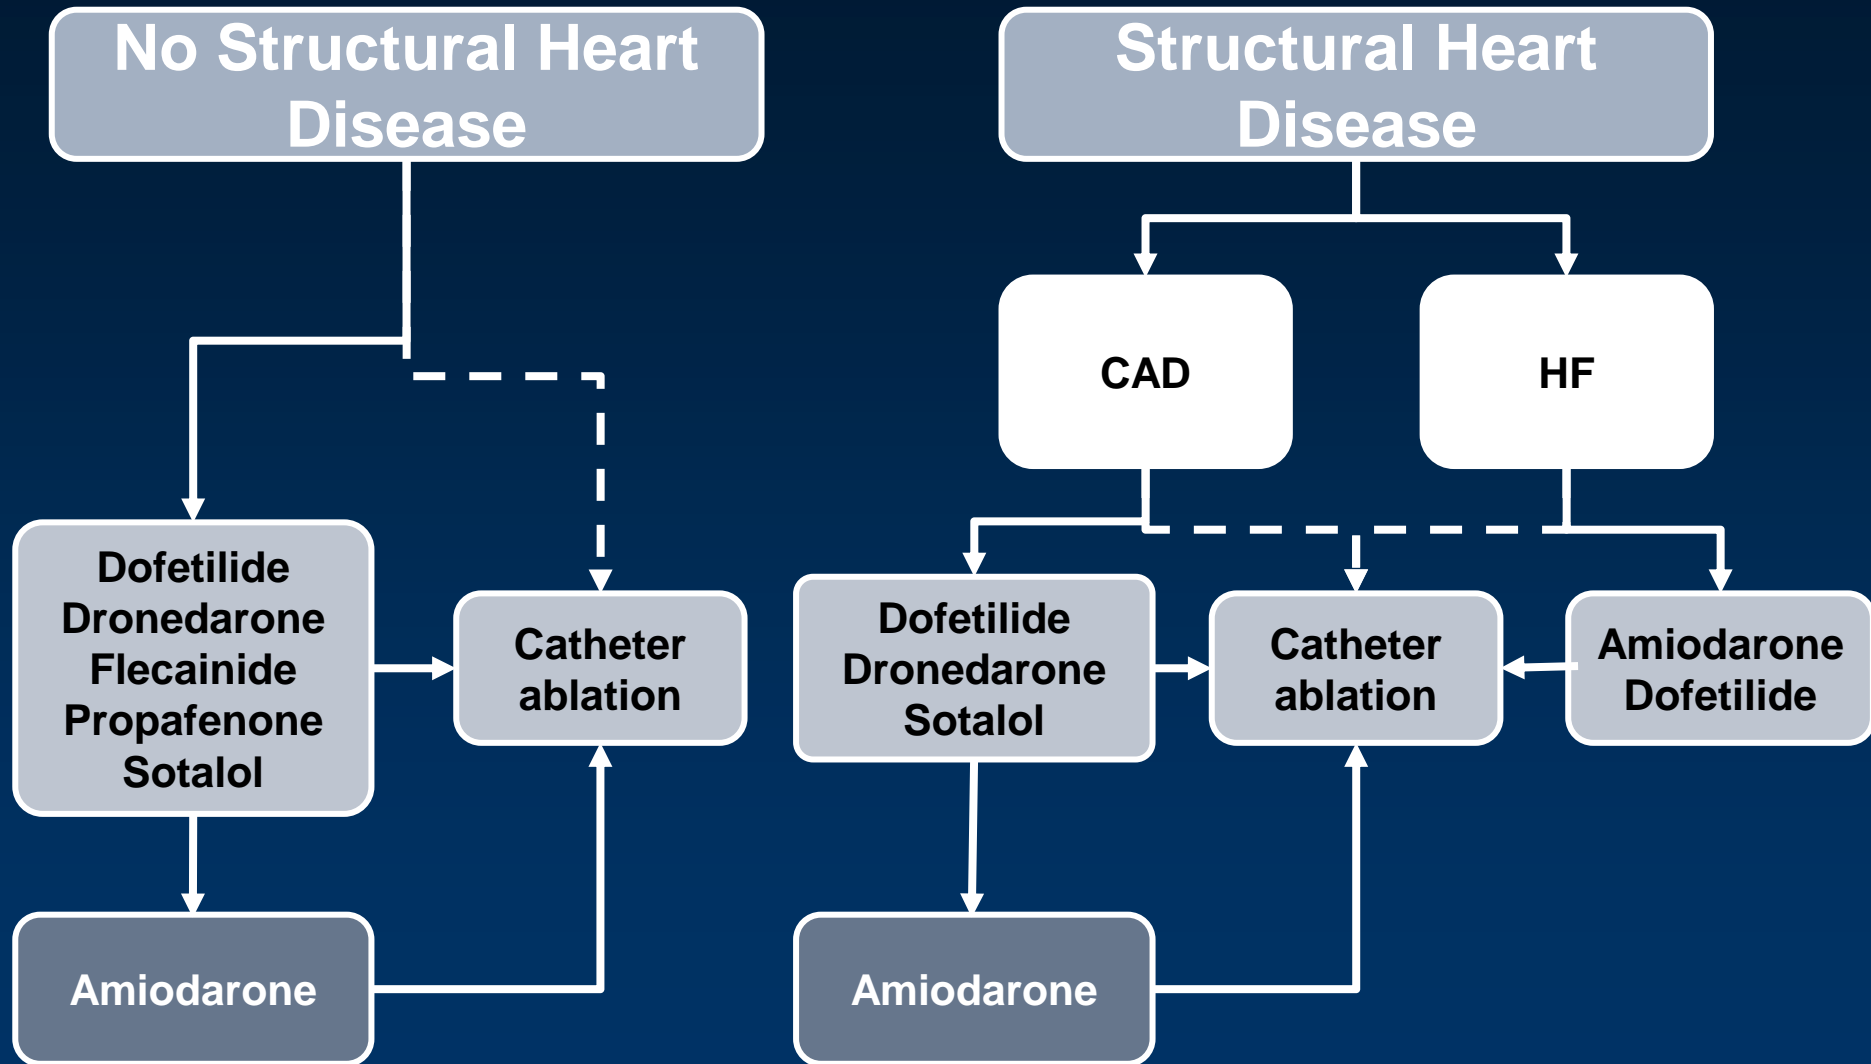 No Structural Heart
Disease
Structural Heart
Disease
CAD
HF
Dofetilide
Dronedarone
Flecainide
Propafenone
Sotalol
Catheter
ablation
Dofetilide
Dronedarone
Sotalol
Catheter
ablation
Amiodarone
Dofetilide
Amiodarone
Amiodarone